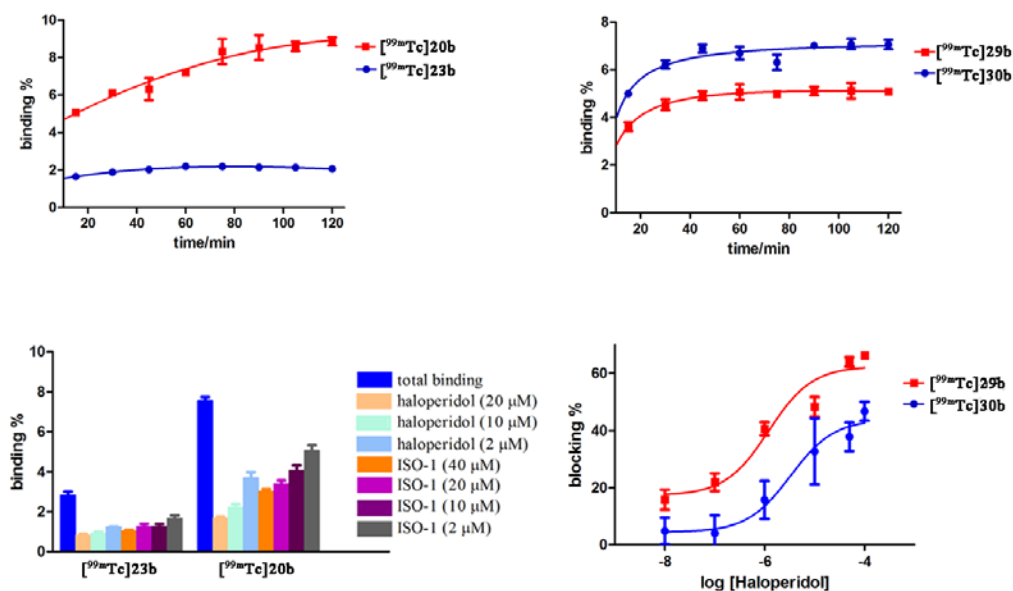 10
8
6
4
2
0
binding %
20
40
60
80
100
120
time/min
[⁹⁹ᵐTc]20b
[⁹⁹ᵐTc]23b
8
6
4
2
0
binding %
20
40
60
80
100
120
time/min
[⁹⁹ᵐTc]29b
[⁹⁹ᵐTc]30b
10
8
6
4
2
0
binding %
[⁹⁹ᵐTc]23b
[⁹⁹ᵐTc]20b
total binding
haloperidol (20 μM)
haloperidol (10 μM)
haloperidol (2 μM)
ISO-1 (40 μM)
ISO-1 (20 μM)
ISO-1 (10 μM)
ISO-1 (2 μM)
60
40
20
0
blocking %
-8
-6
-4
log [Haloperidol]
[⁹⁹ᵐTc]29b
[⁹⁹ᵐTc]30b